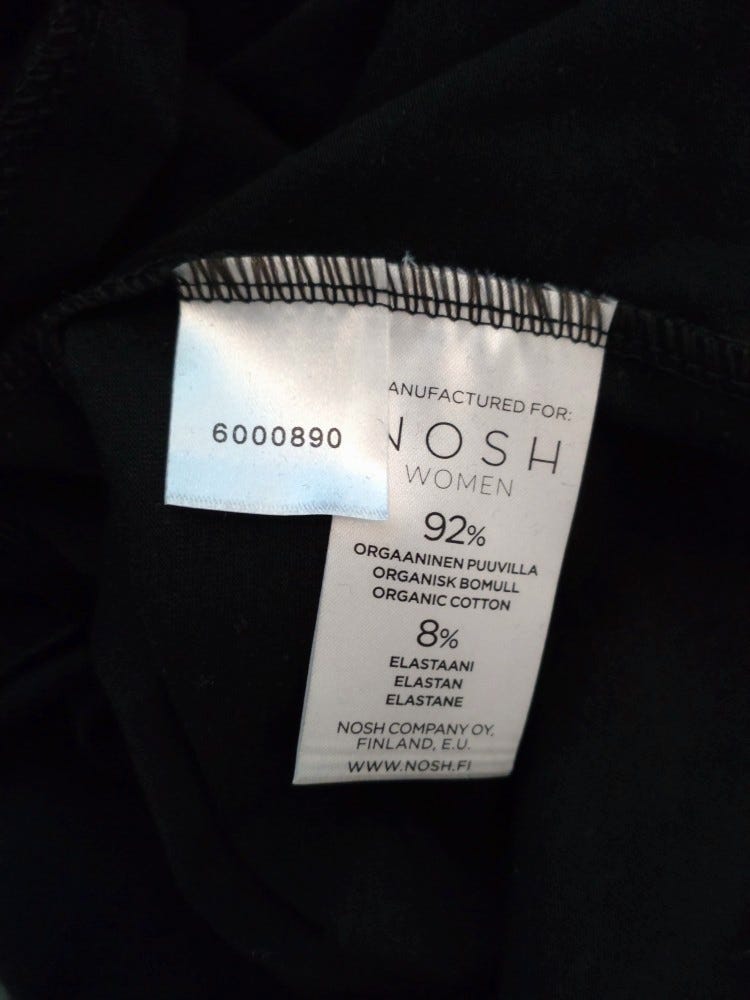 6000890
ANUFACTURED FOR:
NOSH
WOMEN
92%
ORGAANINEN PUUVILLA
ORGANISK BOMULL
ORGANIC COTTON
8%
ELASTAANI
ELASTAN
ELASTANE
NOSH COMPANY OY,
FINLAND, E.U.
WWW.NOSH.FI